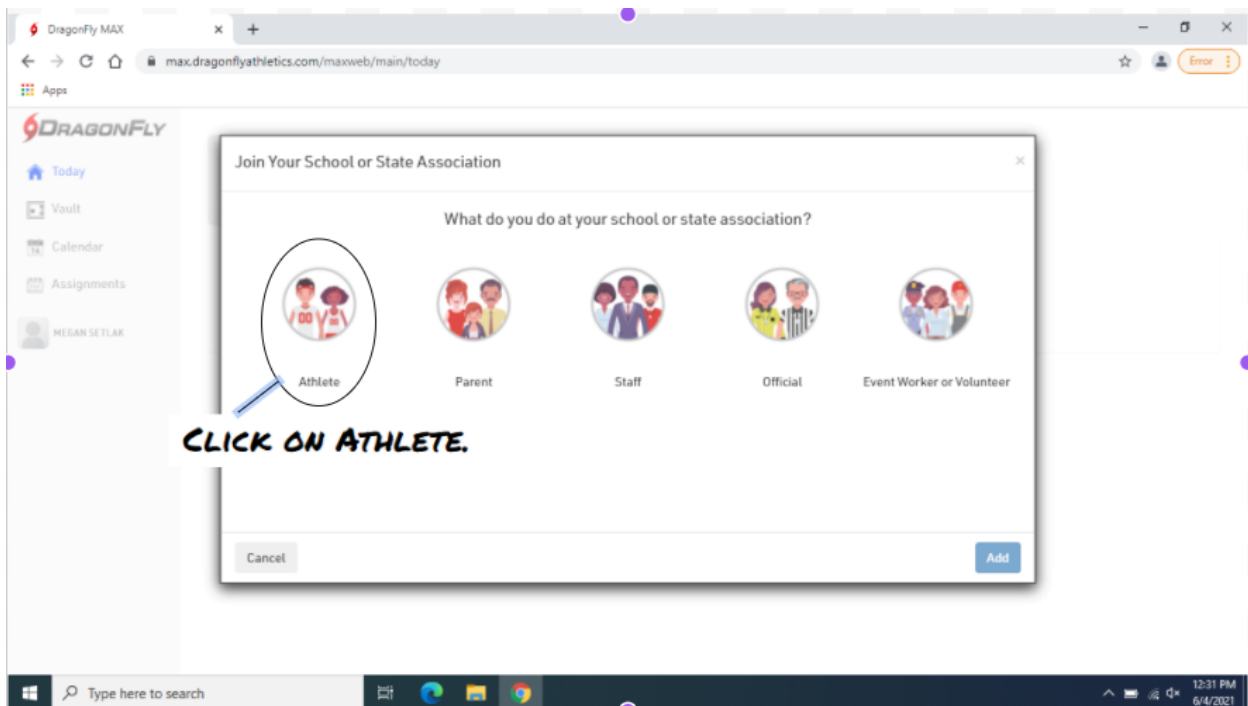 DragonFly MAX
max.dragonflyathletics.com/maxweb/main/today
Error
Apps
DRAGONFLY
Today
Vault
Calendar
Assignments
MEGAN SETLAK
Join Your School or State Association
What do you do at your school or state association?
Athlete
Parent
Staff
Official
Event Worker or Volunteer
CLICK ON ATHLETE.
Cancel
Add
Type here to search
12:31 PM
6/4/2021